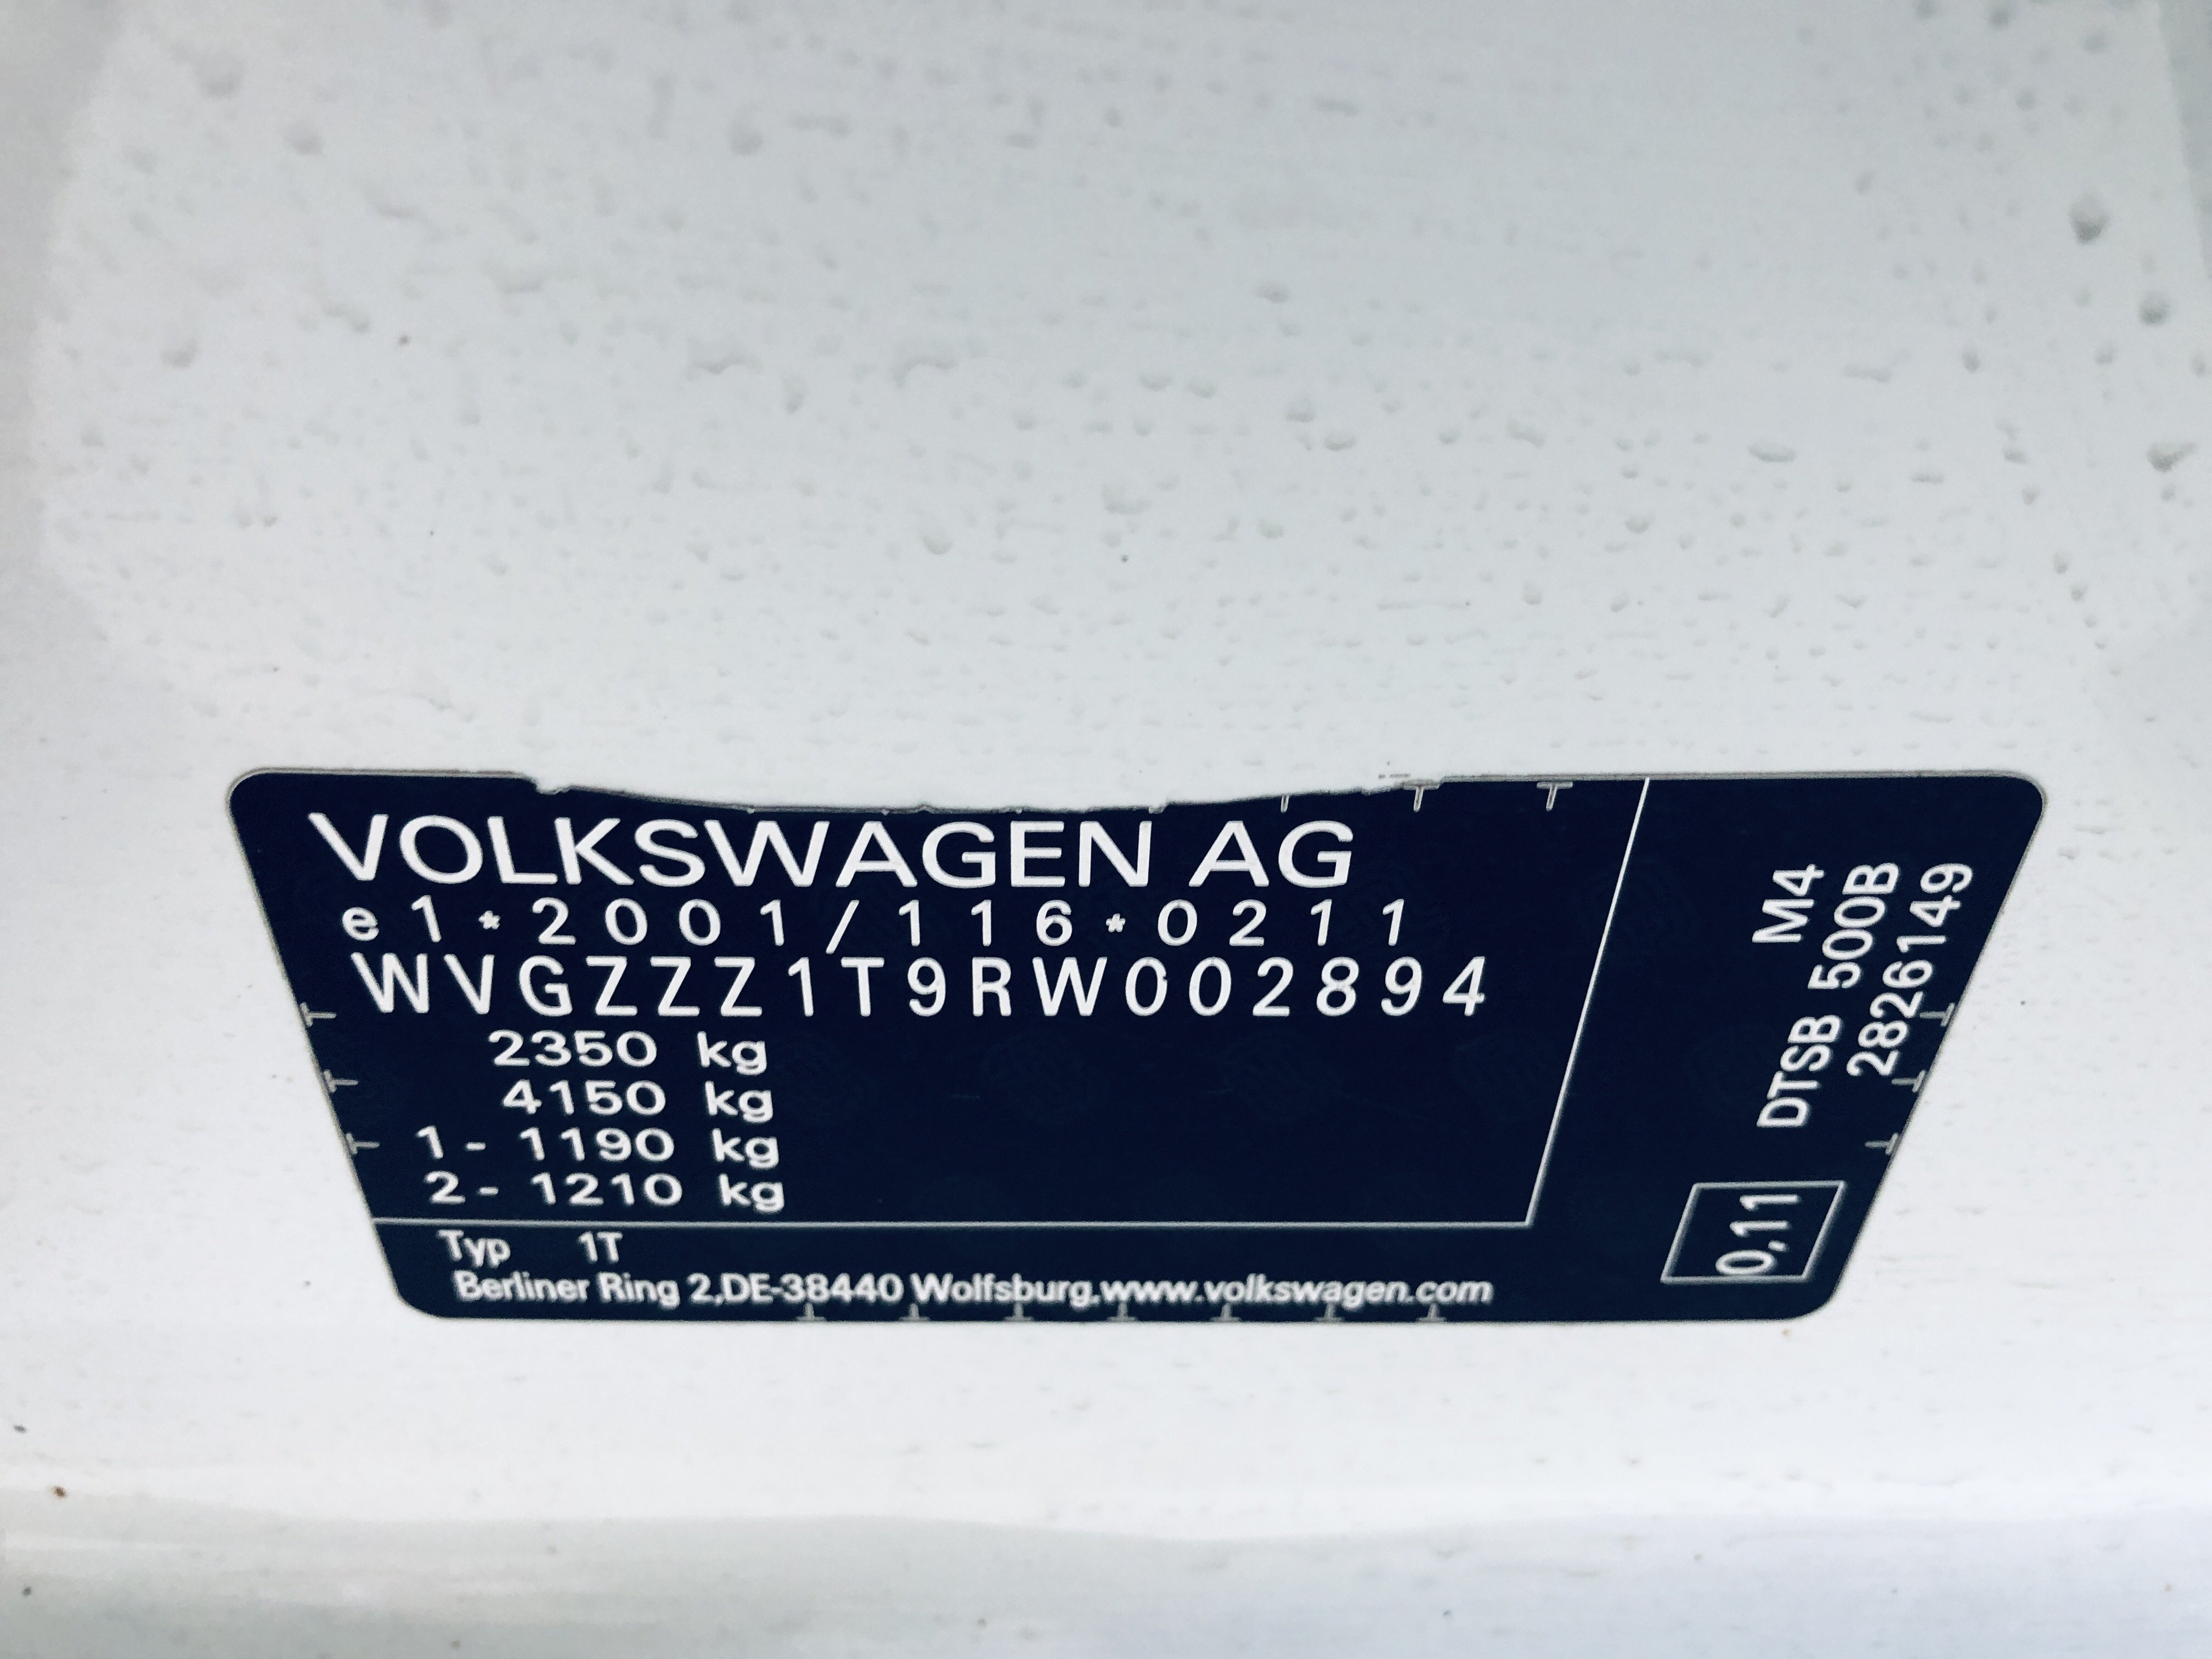 VOLKSWAGEN AG
e1*2001/116*0211
WVGZZZ1T9RW002894
2350 kg
4150 kg
1- 1190 kg
2- 1210 kg
Typ 1T
Berliner Ring 2,DE-38440 Wolfsburg.www.volkswagen.com
M4
DTSB 500B
2826149
0,11